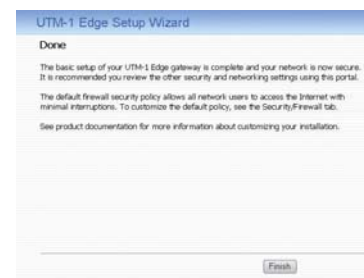 UTM-1 Edge Setup Wizard
Done
The basic setup of your UTM-1 Edge gateway is complete and your network is now secure.
It is recommended you review the other security and networking settings using this portal.
The default firewall security policy allows all network users to access the Internet with
minimal interruptions. To customize the default policy, see the Security/Firewall tab.
See product documentation for more information about customizing your installation.
Finish